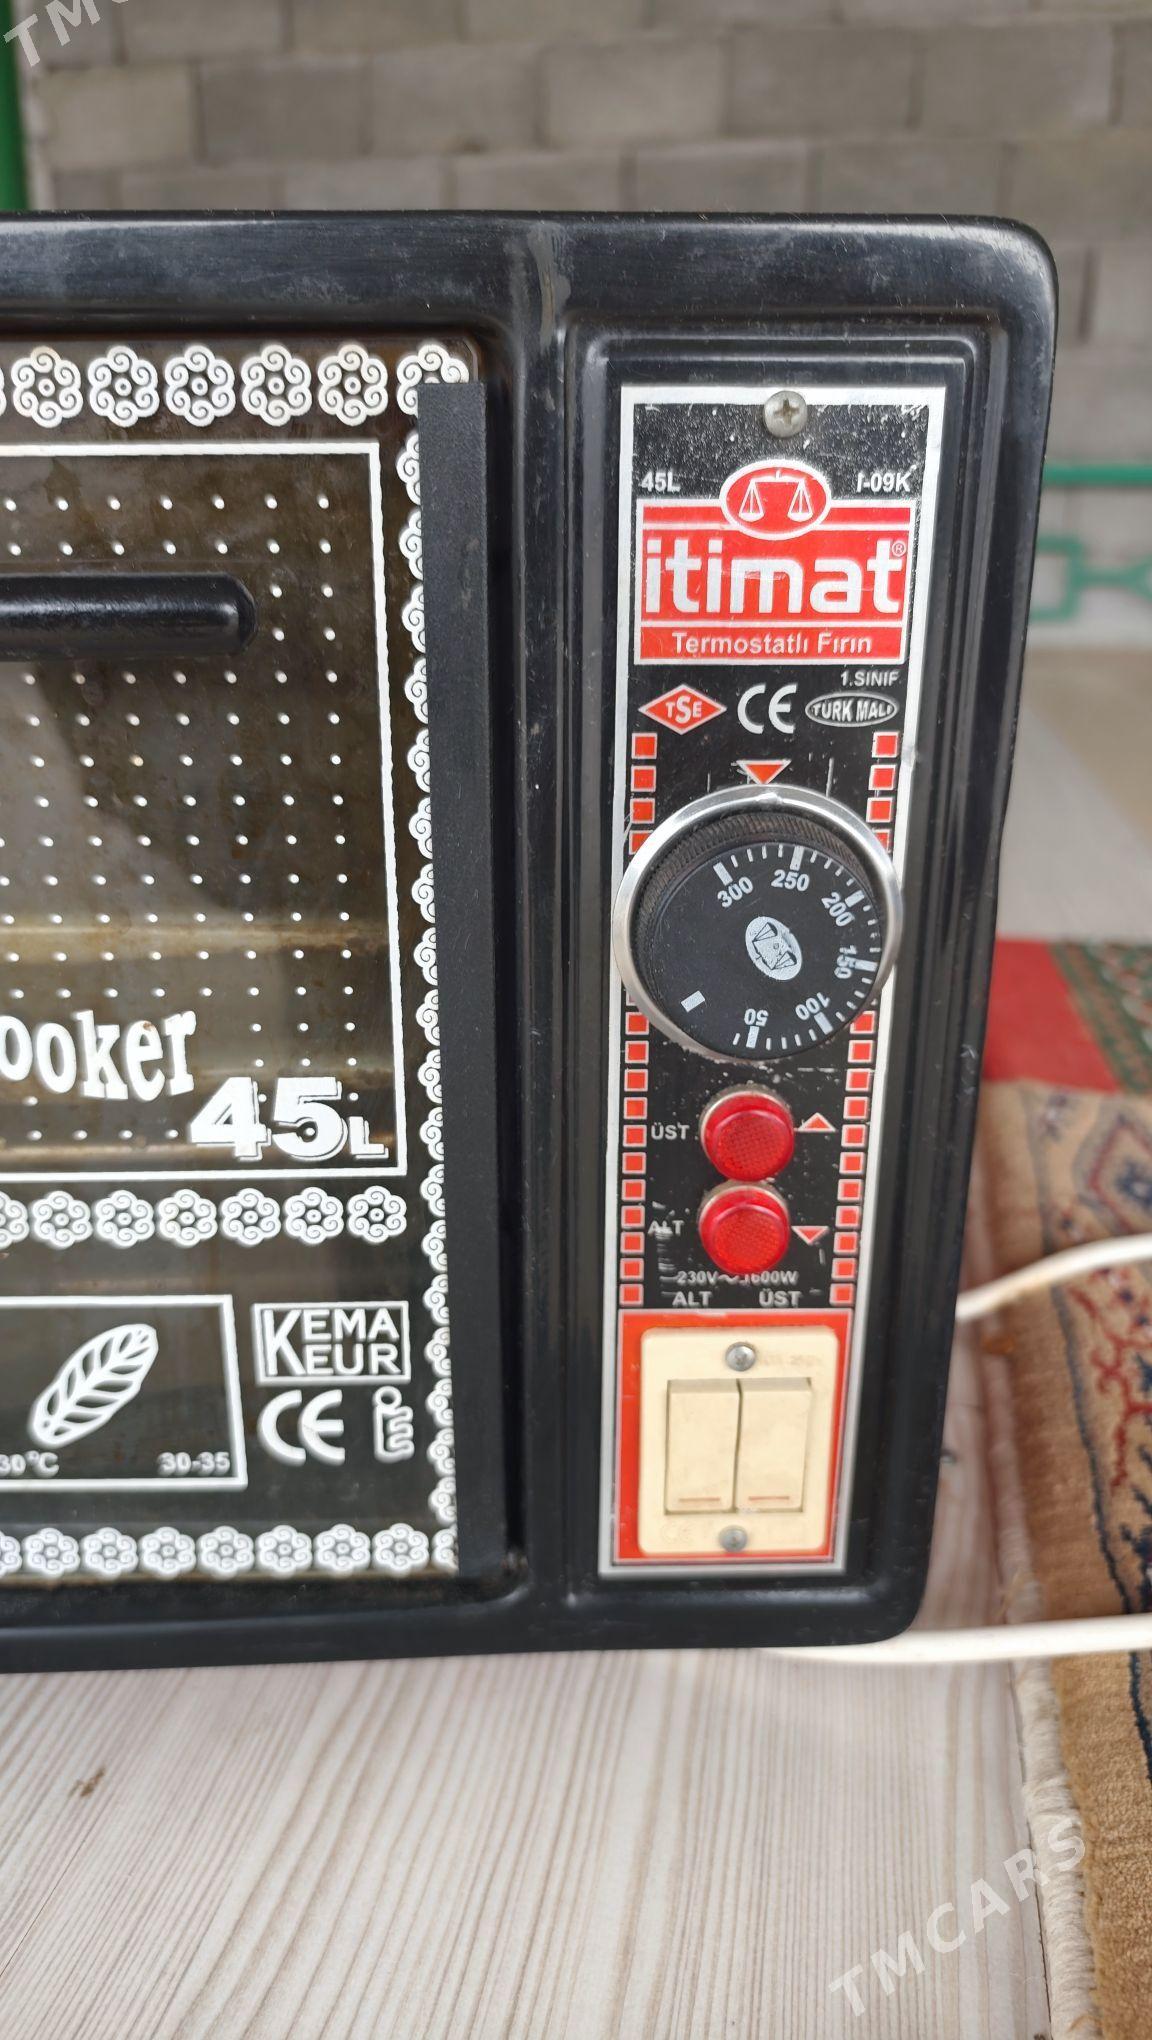 45L
I-09K
itimat®
Termostatlı Fırın
1.SINIF
TSE
CE
TURK MALI
300
250
200
150
100
50
ooker
45L
ÜST
ALT
230V~1600W
ALT ÜST
KEMA
KEUR
CE
30°C
30-35
TMCARS